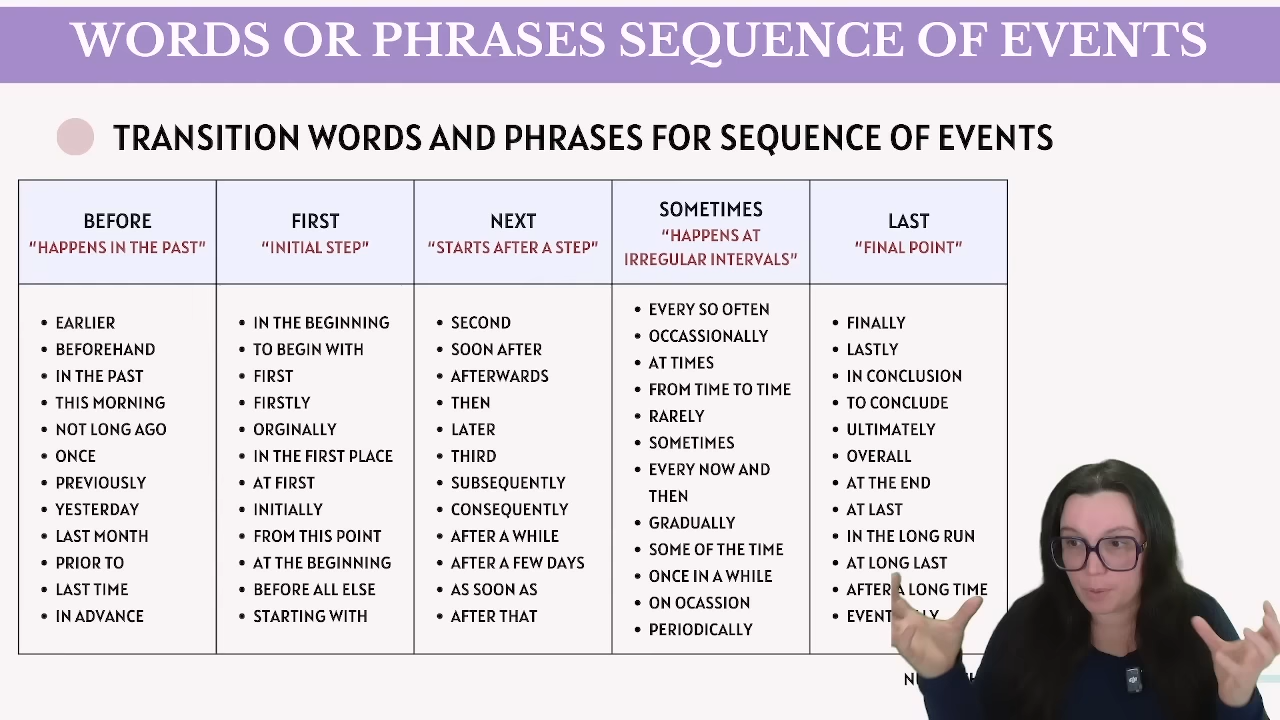 WORDS OR PHRASES SEQUENCE OF EVENTS
TRANSITION WORDS AND PHRASES FOR SEQUENCE OF EVENTS
BEFORE
"HAPPENS IN THE PAST"
• EARLIER
• BEFOREHAND
• IN THE PAST
• THIS MORNING
• NOT LONG AGO
• ONCE
• PREVIOUSLY
• YESTERDAY
• LAST MONTH
• PRIOR TO
• LAST TIME
• IN ADVANCE
FIRST
"INITIAL STEP"
• IN THE BEGINNING
• TO BEGIN WITH
• FIRST
• FIRSTLY
• ORGINALLY
• IN THE FIRST PLACE
• AT FIRST
• INITIALLY
• FROM THIS POINT
• AT THE BEGINNING
• BEFORE ALL ELSE
• STARTING WITH
NEXT
"STARTS AFTER A STEP"
• SECOND
• SOON AFTER
• AFTERWARDS
• THEN
• LATER
• THIRD
• SUBSEQUENTLY
• CONSEQUENTLY
• AFTER A WHILE
• AFTER A FEW DAYS
• AS SOON AS
• AFTER THAT
SOMETIMES
"HAPPENS AT
IRREGULAR INTERVALS"
• EVERY SO OFTEN
• OCCASSIONALLY
• AT TIMES
• FROM TIME TO TIME
• RARELY
• SOMETIMES
• EVERY NOW AND
THEN
• GRADUALLY
• SOME OF THE TIME
• ONCE IN A WHILE
• ON OCASSION
• PERIODICALLY
LAST
"FINAL POINT"
• FINALLY
• LASTLY
• IN CONCLUSION
• TO CONCLUDE
• ULTIMATELY
• OVERALL
• AT THE END
• AT LAST
• IN THE LONG RUN
• AT LONG LAST
• AFTER A LONG TIME